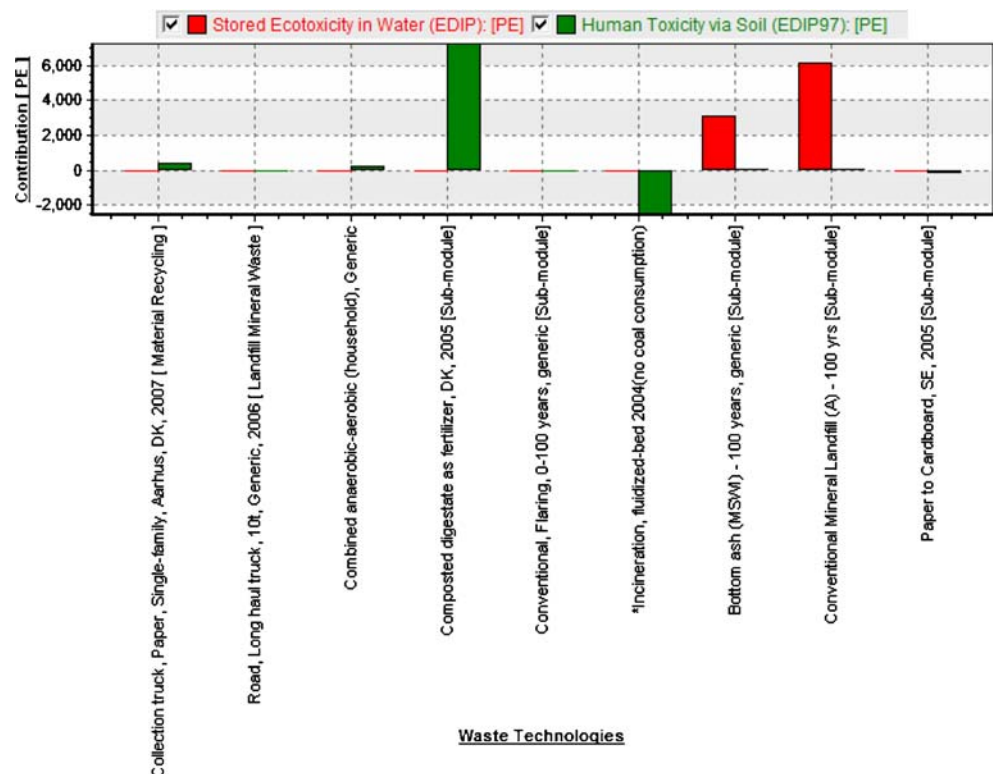 Stored Ecotoxicity in Water (EDIP): [PE] Human Toxicity via Soil (EDIP97): [PE]
Contribution [ PE ]
6,000
4,000
2,000
0
-2,000
Collection truck, Paper, Single-family, Aarhus, DK, 2007 [ Material Recycling ]
Road, Long haul truck, 10t, Generic, 2006 [ Landfill Mineral Waste ]
Combined anaerobic-aerobic (household), Generic
Composted digestate as fertilizer, DK, 2005 [Sub-module]
Conventional, Flaring, 0-100 years, generic [Sub-module]
*Incineration, fluidized-bed 2004(no coal consumption)
Bottom ash (MSWI) - 100 years, generic [Sub-module]
Conventional Mineral Landfill (A) - 100 yrs [Sub-module]
Paper to Cardboard, SE, 2005 [Sub-module]
Waste Technologies